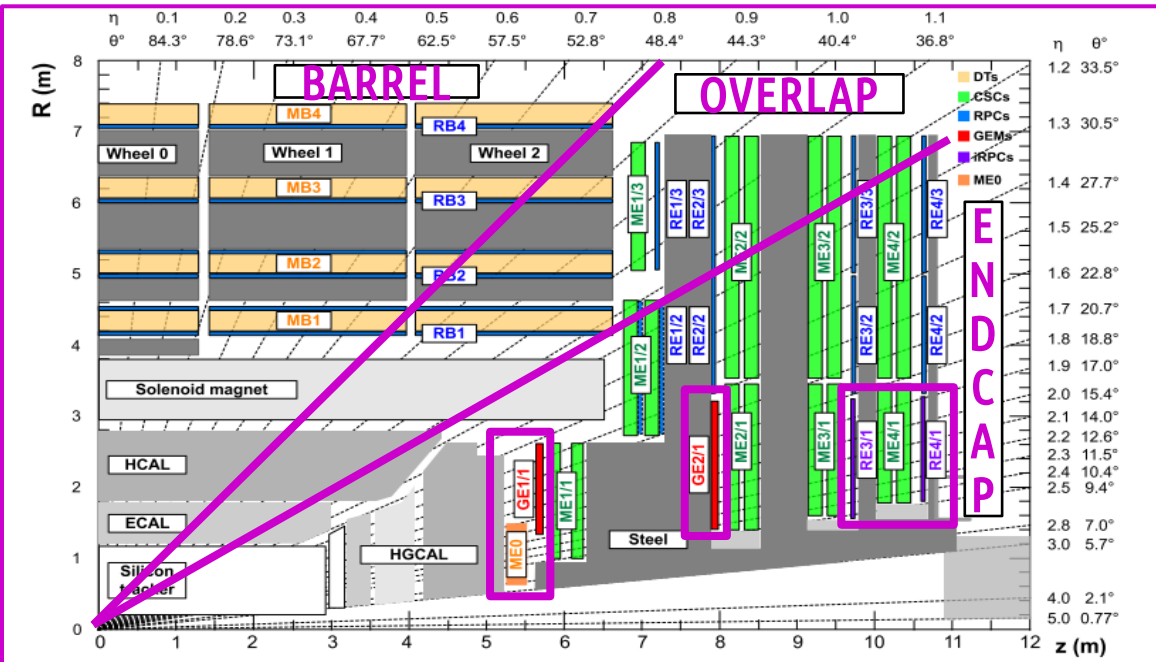 η 0.1 0.2 0.3 0.4 0.5 0.6 0.7 0.8 0.9 1.0 1.1
θ° 84.3° 78.6° 73.1° 67.7° 62.5° 57.5° 52.8° 48.4° 44.3° 40.4° 36.8° η θ°
R (m)
8
7
6
5
4
3
2
1
0
BARREL
OVERLAP
ENDCAP
DTs
CSCs
RPCs
GEMs
iRPCs
ME0
1.2 33.5°
1.3 30.5°
1.4 27.7°
1.5 25.2°
1.6 22.8°
1.7 20.7°
1.8 18.8°
1.9 17.0°
2.0 15.4°
2.1 14.0°
2.2 12.6°
2.3 11.5°
2.4 10.4°
2.5 9.4°
2.8 7.0°
3.0 5.7°
4.0 2.1°
5.0 0.77°
MB4
RB4
Wheel 0
Wheel 1
Wheel 2
MB3
RB3
MB2
RB2
MB1
RB1
Solenoid magnet
HCAL
ECAL
Silicon
tracker
HGCAL
Steel
ME1/3
RE1/3
RE2/3
ME2/2
ME3/2
RE3/3
ME4/2
RE4/3
ME1/2
RE1/2
RE2/2
RE3/2
RE4/2
GE1/1
ME0
ME1/1
GE2/1
ME2/1
ME3/1
RE3/1
ME4/1
RE4/1
0 1 2 3 4 5 6 7 8 9 10 11 12
z (m)